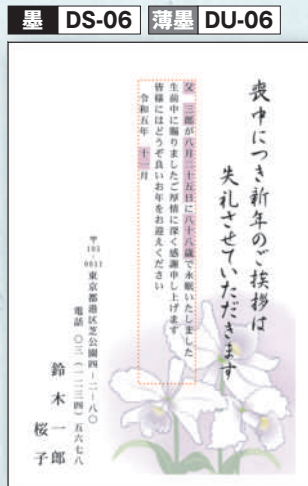 墨 DS-06 薄墨 DU-06
喪中につき新年のご挨拶は
失礼させていただきます
父 三郎が八月二十五日に八十八歳で永眠いたしました
生前中に賜りましたご厚情に深く感謝申し上げます
皆様にはどうぞ良いお年をお迎えください
令和五年 十一月
〒105-0011 東京都港区芝公園四-二-八〇
電話 〇三(一二三四)五六七八
鈴木一郎
桜子